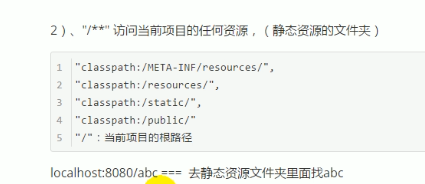 2）、"/**" 访问当前项目的任何资源，（静态资源的文件夹）
1 "classpath:/META-INF/resources/",
2 "classpath:/resources/",
3 "classpath:/static/",
4 "classpath:/public/"
5 "/"：当前项目的根路径
localhost:8080/abc === 去静态资源文件夹里面找abc